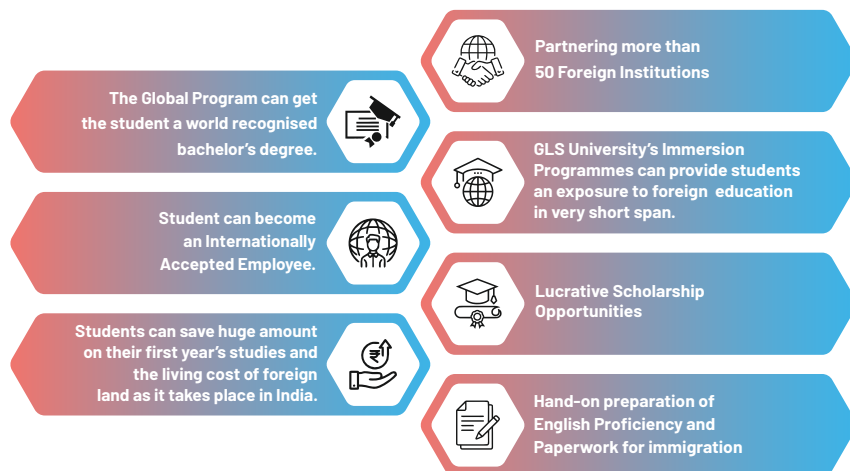 The Global Program can get
the student a world recognised
bachelor's degree.
Student can become
an Internationally
Accepted Employee.
Students can save huge amount
on their first year's studies and
the living cost of foreign
land as it takes place in India.
Partnering more than
50 Foreign Institutions
GLS University's Immersion
Programmes can provide students
an exposure to foreign education
in very short span.
Lucrative Scholarship
Opportunities
Hand-on preparation of
English Proficiency and
Paperwork for immigration